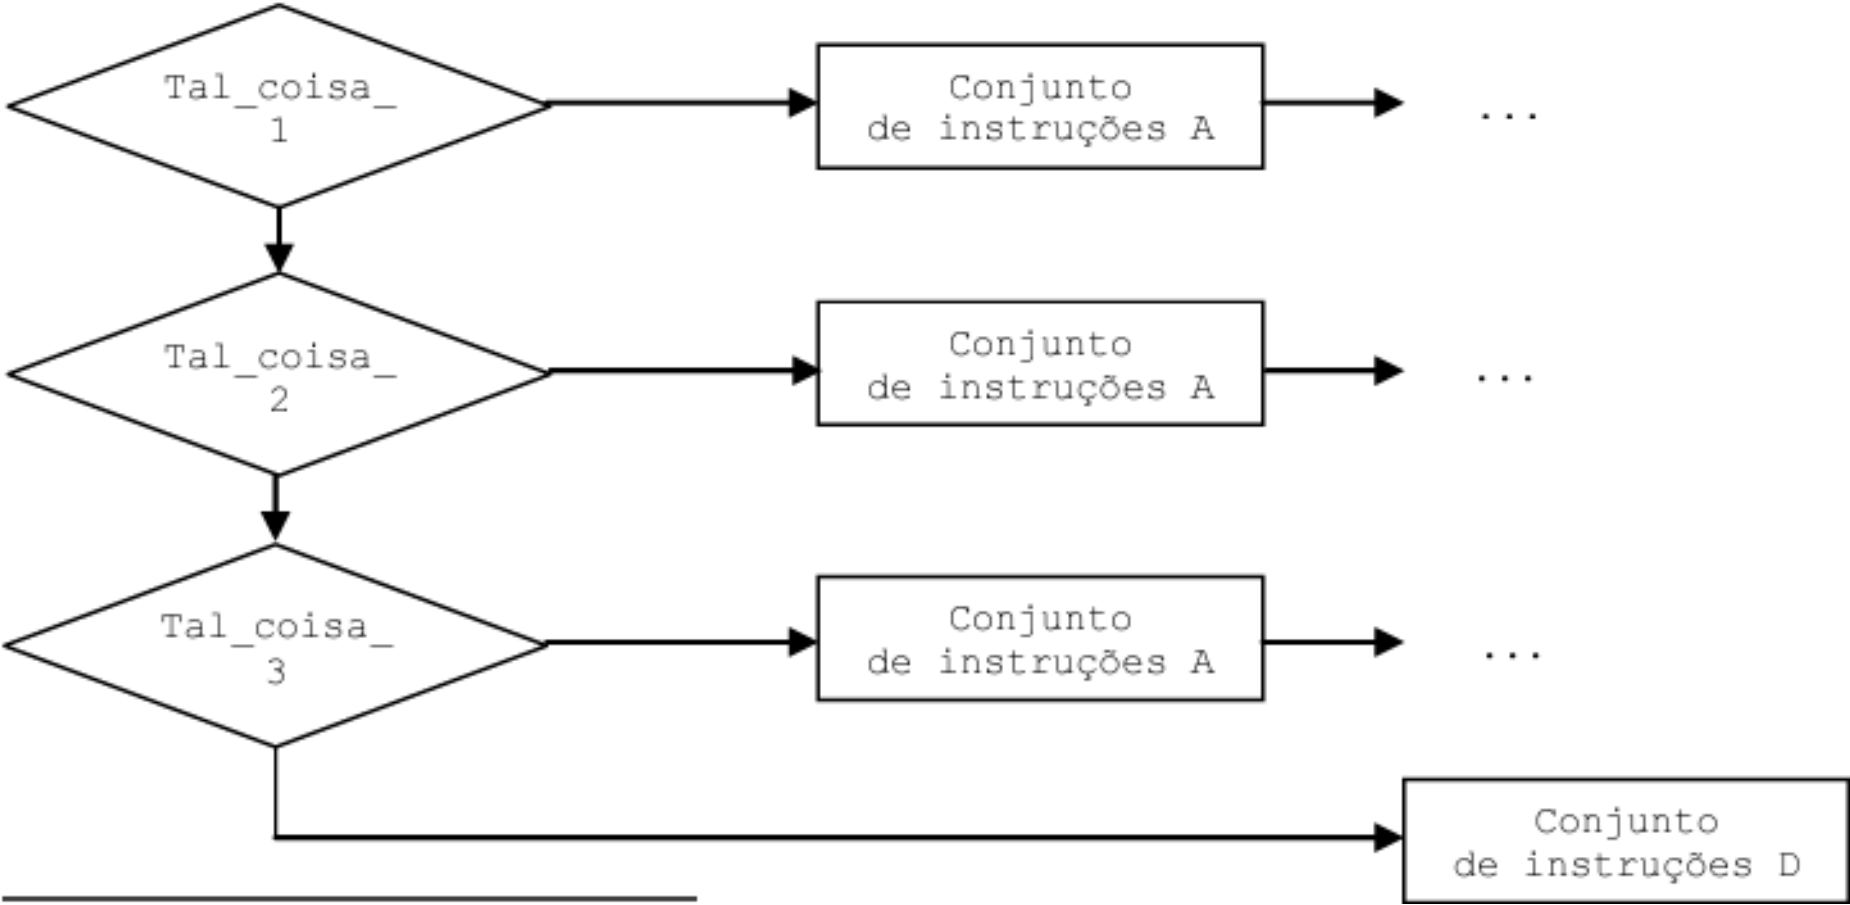 Tal_coisa_
1
Conjunto
de instruções A
...
Tal_coisa_
2
Conjunto
de instruções A
...
Tal_coisa_
3
Conjunto
de instruções A
...
Conjunto
de instruções D